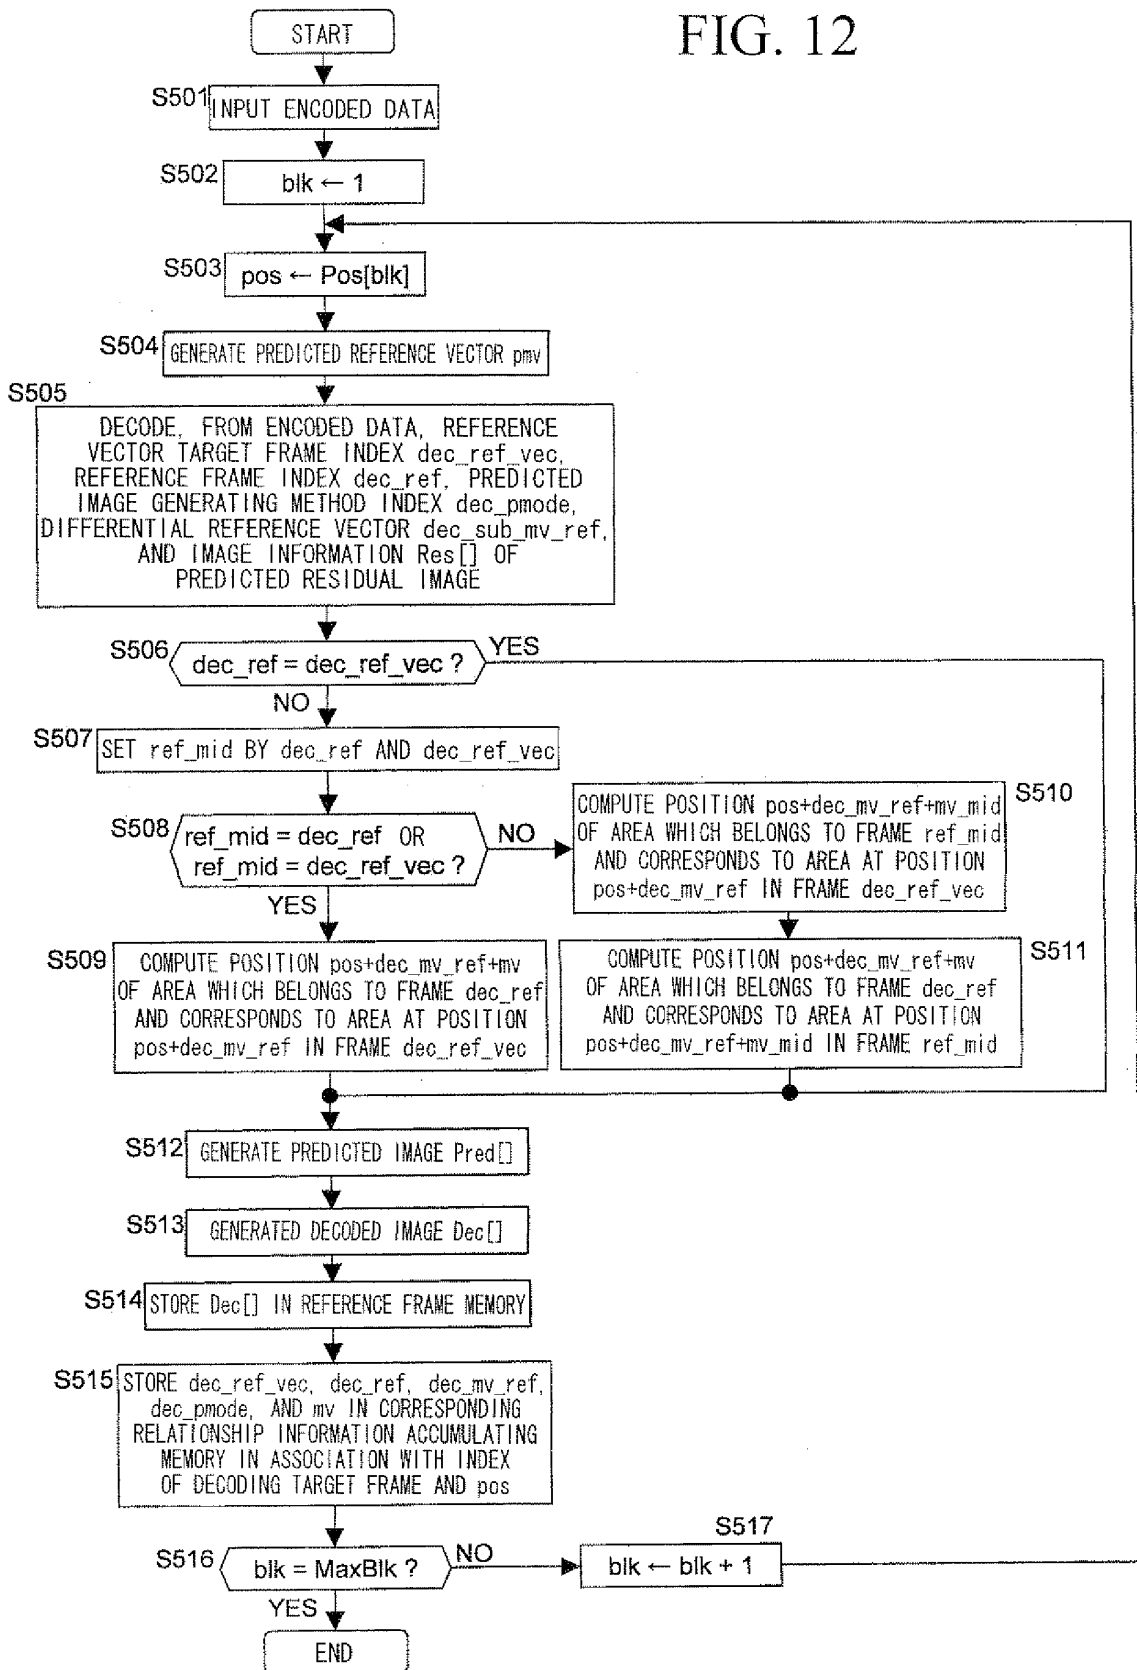 FIG. 12
START
S501
INPUT ENCODED DATA
S502
blk ← 1
S503
pos ← Pos[blk]
S504
GENERATE PREDICTED REFERENCE VECTOR pmv
S505
DECODE, FROM ENCODED DATA, REFERENCE
VECTOR TARGET FRAME INDEX dec_ref_vec,
REFERENCE FRAME INDEX dec_ref, PREDICTED
IMAGE GENERATING METHOD INDEX dec_pmode,
DIFFERENTIAL REFERENCE VECTOR dec_sub_mv_ref,
AND IMAGE INFORMATION Res[] OF
PREDICTED RESIDUAL IMAGE
S506
dec_ref = dec_ref_vec ?
YES
NO
S507
SET ref_mid BY dec_ref AND dec_ref_vec
S508
ref_mid = dec_ref OR
ref_mid = dec_ref_vec ?
NO
YES
S510
COMPUTE POSITION pos+dec_mv_ref+mv_mid
OF AREA WHICH BELONGS TO FRAME ref_mid
AND CORRESPONDS TO AREA AT POSITION
pos+dec_mv_ref IN FRAME dec_ref_vec
S509
COMPUTE POSITION pos+dec_mv_ref+mv
OF AREA WHICH BELONGS TO FRAME dec_ref
AND CORRESPONDS TO AREA AT POSITION
pos+dec_mv_ref IN FRAME dec_ref_vec
S511
COMPUTE POSITION pos+dec_mv_ref+mv
OF AREA WHICH BELONGS TO FRAME dec_ref
AND CORRESPONDS TO AREA AT POSITION
pos+dec_mv_ref+mv_mid IN FRAME ref_mid
S512
GENERATE PREDICTED IMAGE Pred[]
S513
GENERATED DECODED IMAGE Dec[]
S514
STORE Dec[] IN REFERENCE FRAME MEMORY
S515
STORE dec_ref_vec, dec_ref, dec_mv_ref,
dec_pmode, AND mv IN CORRESPONDING
RELATIONSHIP INFORMATION ACCUMULATING
MEMORY IN ASSOCIATION WITH INDEX
OF DECODING TARGET FRAME AND pos
S516
blk = MaxBlk ?
NO
S517
blk ← blk + 1
YES
END